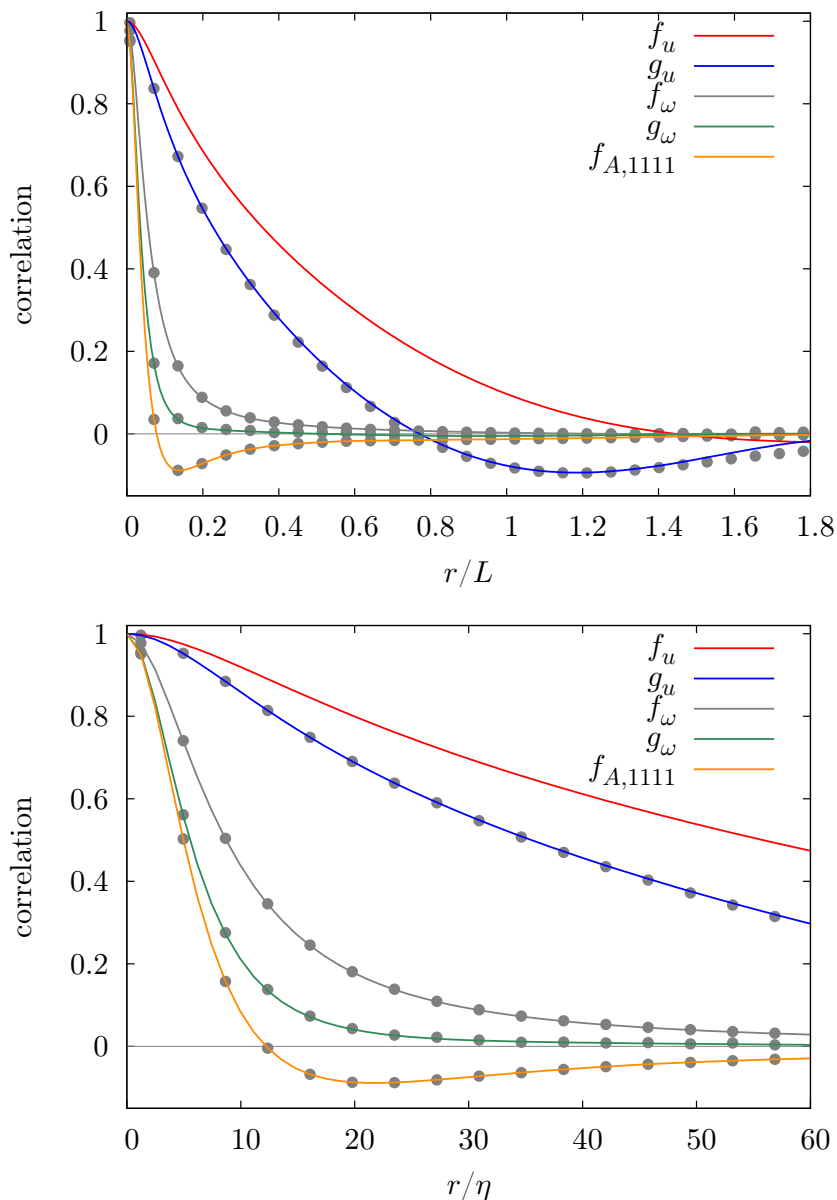 1
0.8
0.6
0.4
0.2
0
correlation
f_u
g_u
f_ω
g_ω
f_{A,1111}
0 0.2 0.4 0.6 0.8 1 1.2 1.4 1.6 1.8
r/L
1
0.8
0.6
0.4
0.2
0
correlation
f_u
g_u
f_ω
g_ω
f_{A,1111}
0 10 20 30 40 50 60
r/η